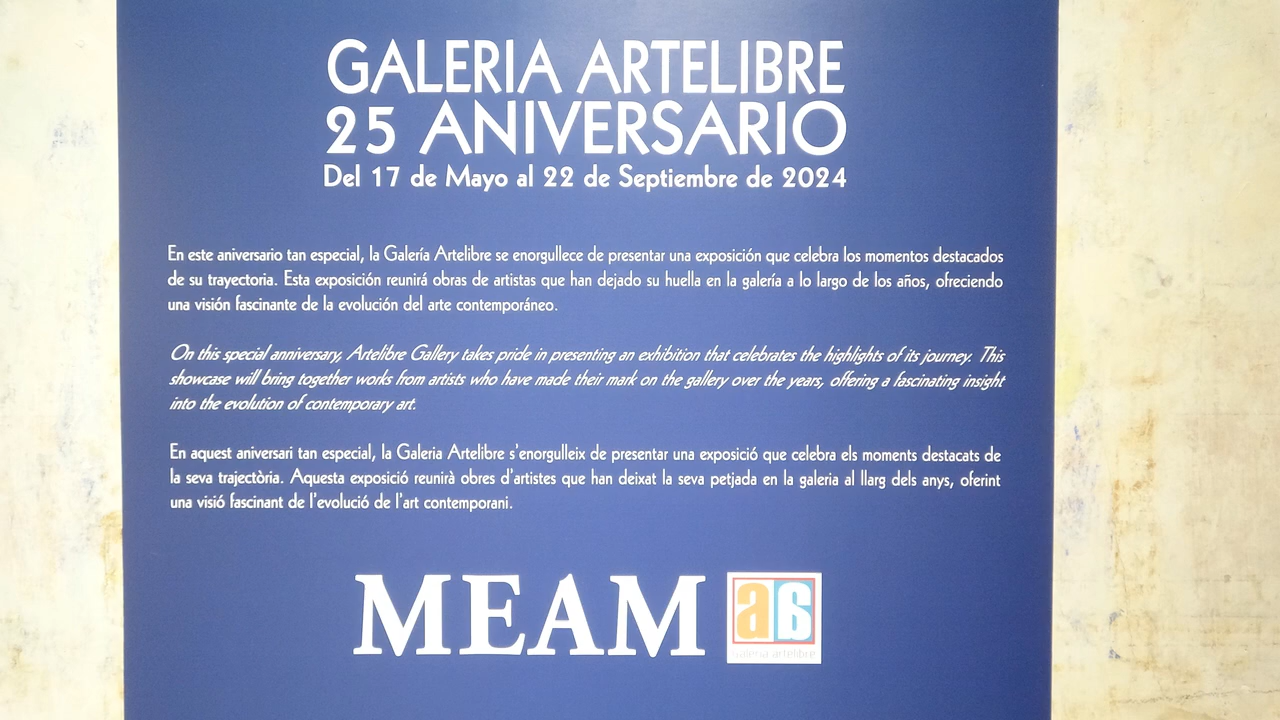 GALERIA ARTELIBRE
25 ANIVERSARIO
Del 17 de Mayo al 22 de Septiembre de 2024
En este aniversario tan especial, la Galería Artelibre se enorgullece de presentar una exposición que celebra los momentos destacados
de su trayectoria. Esta exposición reunirá obras de artistas que han dejado su huella en la galería a lo largo de los años, ofreciendo
una visión fascinante de la evolución del arte contemporáneo.
On this special anniversary, Artelibre Gallery takes pride in presenting an exhibition that celebrates the highlights of its journey. This
showcase will bring together works from artists who have made their mark on the gallery over the years, offering a fascinating insight
into the evolution of contemporary art.
En aquest aniversari tan especial, la Galeria Artelibre s'enorgulleix de presentar una exposició que celebra els moments destacats de
la seva trajectòria. Aquesta exposició reunirà obres d'artistes que han deixat la seva petjada en la galeria al llarg dels anys, oferint
una visió fascinant de l'evolució de l'art contemporani.
MEAM
galeria artelibre